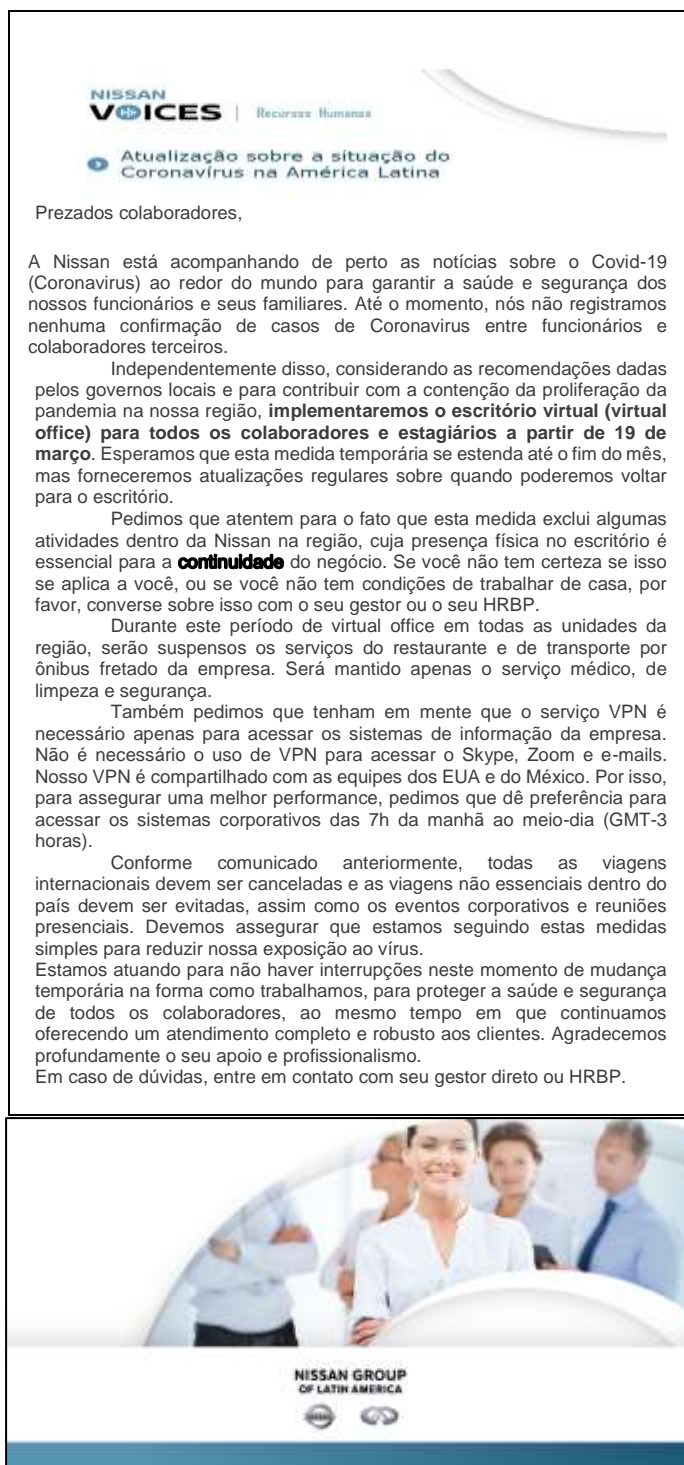 NISSAN
VOICES | Recursos Humanos
Atualização sobre a situação do
Coronavírus na América Latina
Prezados colaboradores,
A Nissan está acompanhando de perto as notícias sobre o Covid-19
(Coronavirus) ao redor do mundo para garantir a saúde e segurança dos
nossos funcionários e seus familiares. Até o momento, nós não registramos
nenhuma confirmação de casos de Coronavirus entre funcionários e
colaboradores terceiros.
Independentemente disso, considerando as recomendações dadas
pelos governos locais e para contribuir com a contenção da proliferação da
pandemia na nossa região, implementaremos o escritório virtual (virtual
office) para todos os colaboradores e estagiários a partir de 19 de
março. Esperamos que esta medida temporária se estenda até o fim do mês,
mas forneceremos atualizações regulares sobre quando poderemos voltar
para o escritório.
Pedimos que atentem para o fato que esta medida exclui algumas
atividades dentro da Nissan na região, cuja presença física no escritório é
essencial para a continuidade do negócio. Se você não tem certeza se isso
se aplica a você, ou se você não tem condições de trabalhar de casa, por
favor, converse sobre isso com o seu gestor ou o seu HRBP.
Durante este período de virtual office em todas as unidades da
região, serão suspensos os serviços do restaurante e de transporte por
ônibus fretado da empresa. Será mantido apenas o serviço médico, de
limpeza e segurança.
Também pedimos que tenham em mente que o serviço VPN é
necessário apenas para acessar os sistemas de informação da empresa.
Não é necessário o uso de VPN para acessar o Skype, Zoom e e-mails.
Nosso VPN é compartilhado com as equipes dos EUA e do México. Por isso,
para assegurar uma melhor performance, pedimos que dê preferência para
acessar os sistemas corporativos das 7h da manhã ao meio-dia (GMT-3
horas).
Conforme comunicado anteriormente, todas as viagens
internacionais devem ser canceladas e as viagens não essenciais dentro do
país devem ser evitadas, assim como os eventos corporativos e reuniões
presenciais. Devemos assegurar que estamos seguindo estas medidas
simples para reduzir nossa exposição ao vírus.
Estamos atuando para não haver interrupções neste momento de mudança
temporária na forma como trabalhamos, para proteger a saúde e segurança
de todos os colaboradores, ao mesmo tempo em que continuamos
oferecendo um atendimento completo e robusto aos clientes. Agradecemos
profundamente o seu apoio e profissionalismo.
Em caso de dúvidas, entre em contato com seu gestor direto ou HRBP.
NISSAN GROUP
OF LATIN AMERICA